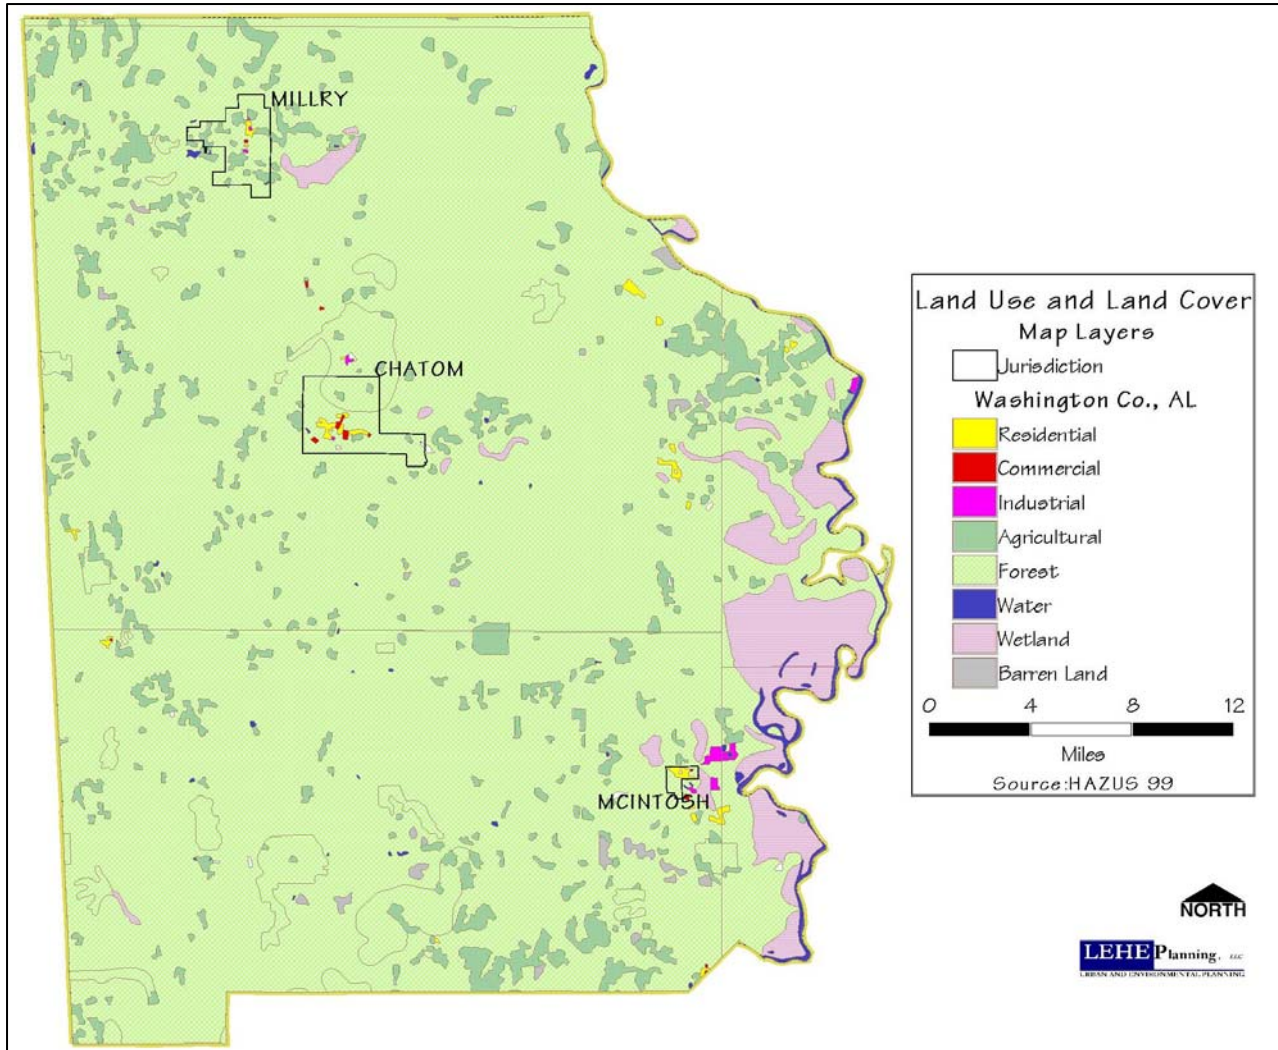 MILLRY
CHATOM
MCINTOSH
Land Use and Land Cover
Map Layers
Jurisdiction
Washington Co., AL
Residential
Commercial
Industrial
Agricultural
Forest
Water
Wetland
Barren Land
0 4 8 12
Miles
Source:HAZUS 99
NORTH
LEHE Planning, LLC
URBAN AND ENVIRONMENTAL PLANNING